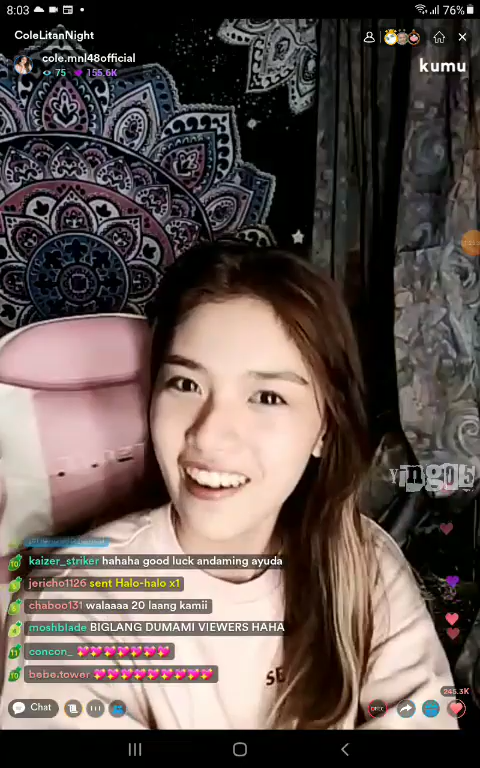 8:03
76%
ColeLitanNight
cole.mnl48official
75 155.6K
kumu
kaizer_striker hahaha good luck andaming ayuda
jericho1126 sent Halo-halo x1
chaboo131 walaaaa 20 laang kamii
moshblade BIGLANG DUMAMI VIEWERS HAHA
concon_
bebe.tower
245.3K
Chat